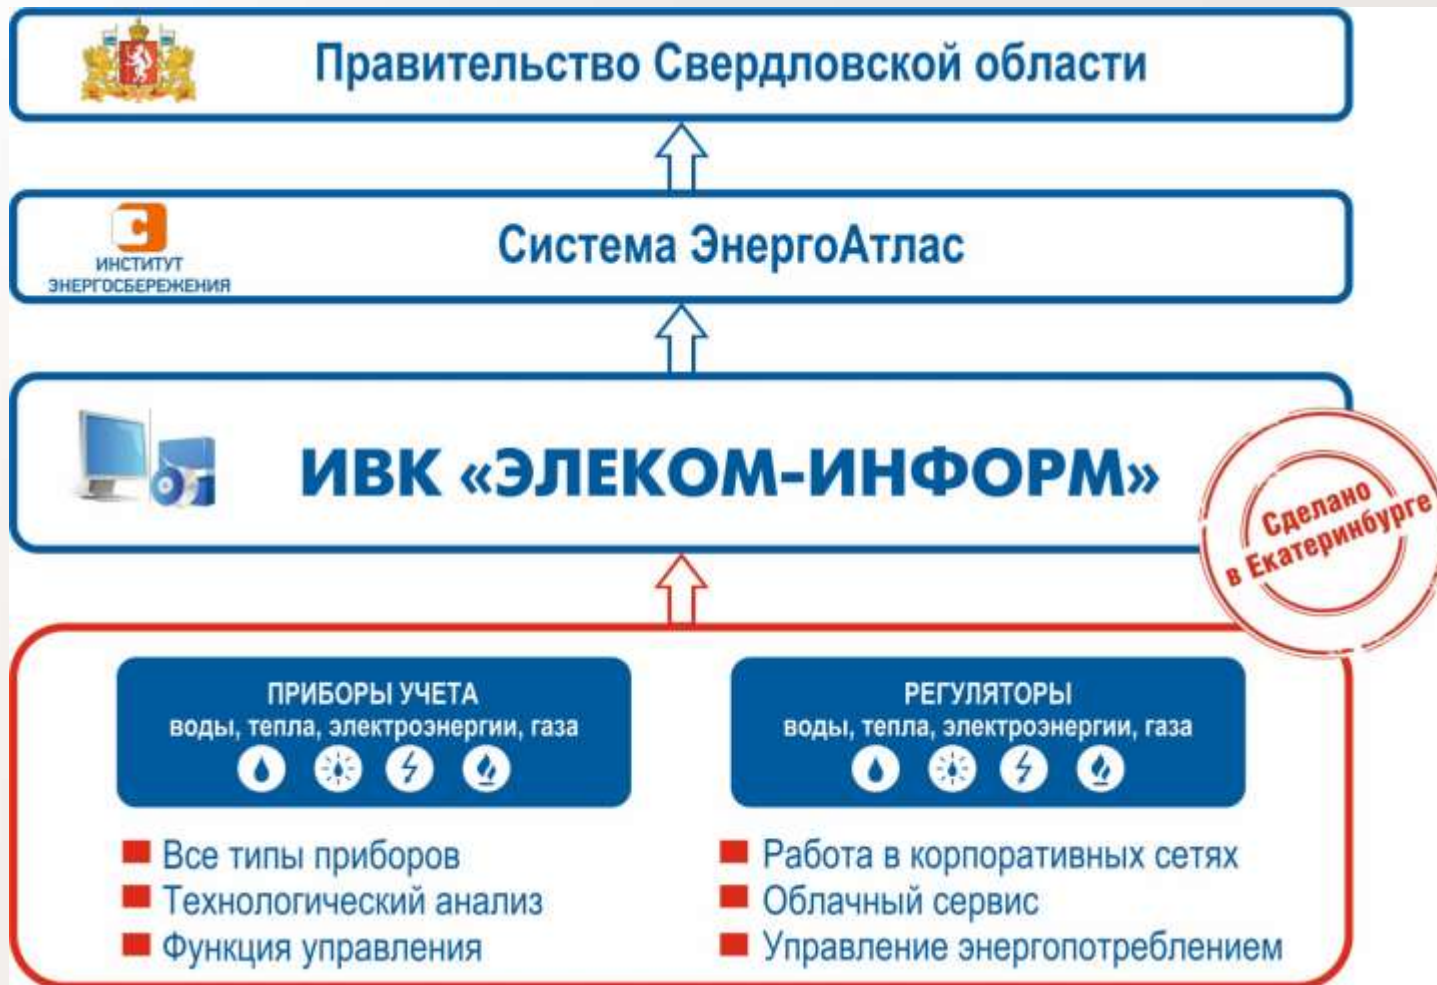 Правительство Свердловской области
ИНСТИТУТ
ЭНЕРГОСБЕРЕЖЕНИЯ
Система ЭнергоАтлас
ИВК «ЭЛЕКОМ-ИНФОРМ»
Сделано
в Екатеринбурге
ПРИБОРЫ УЧЕТА
воды, тепла, электроэнергии, газа
РЕГУЛЯТОРЫ
воды, тепла, электроэнергии, газа
Все типы приборов
Технологический анализ
Функция управления
Работа в корпоративных сетях
Облачный сервис
Управление энергопотреблением